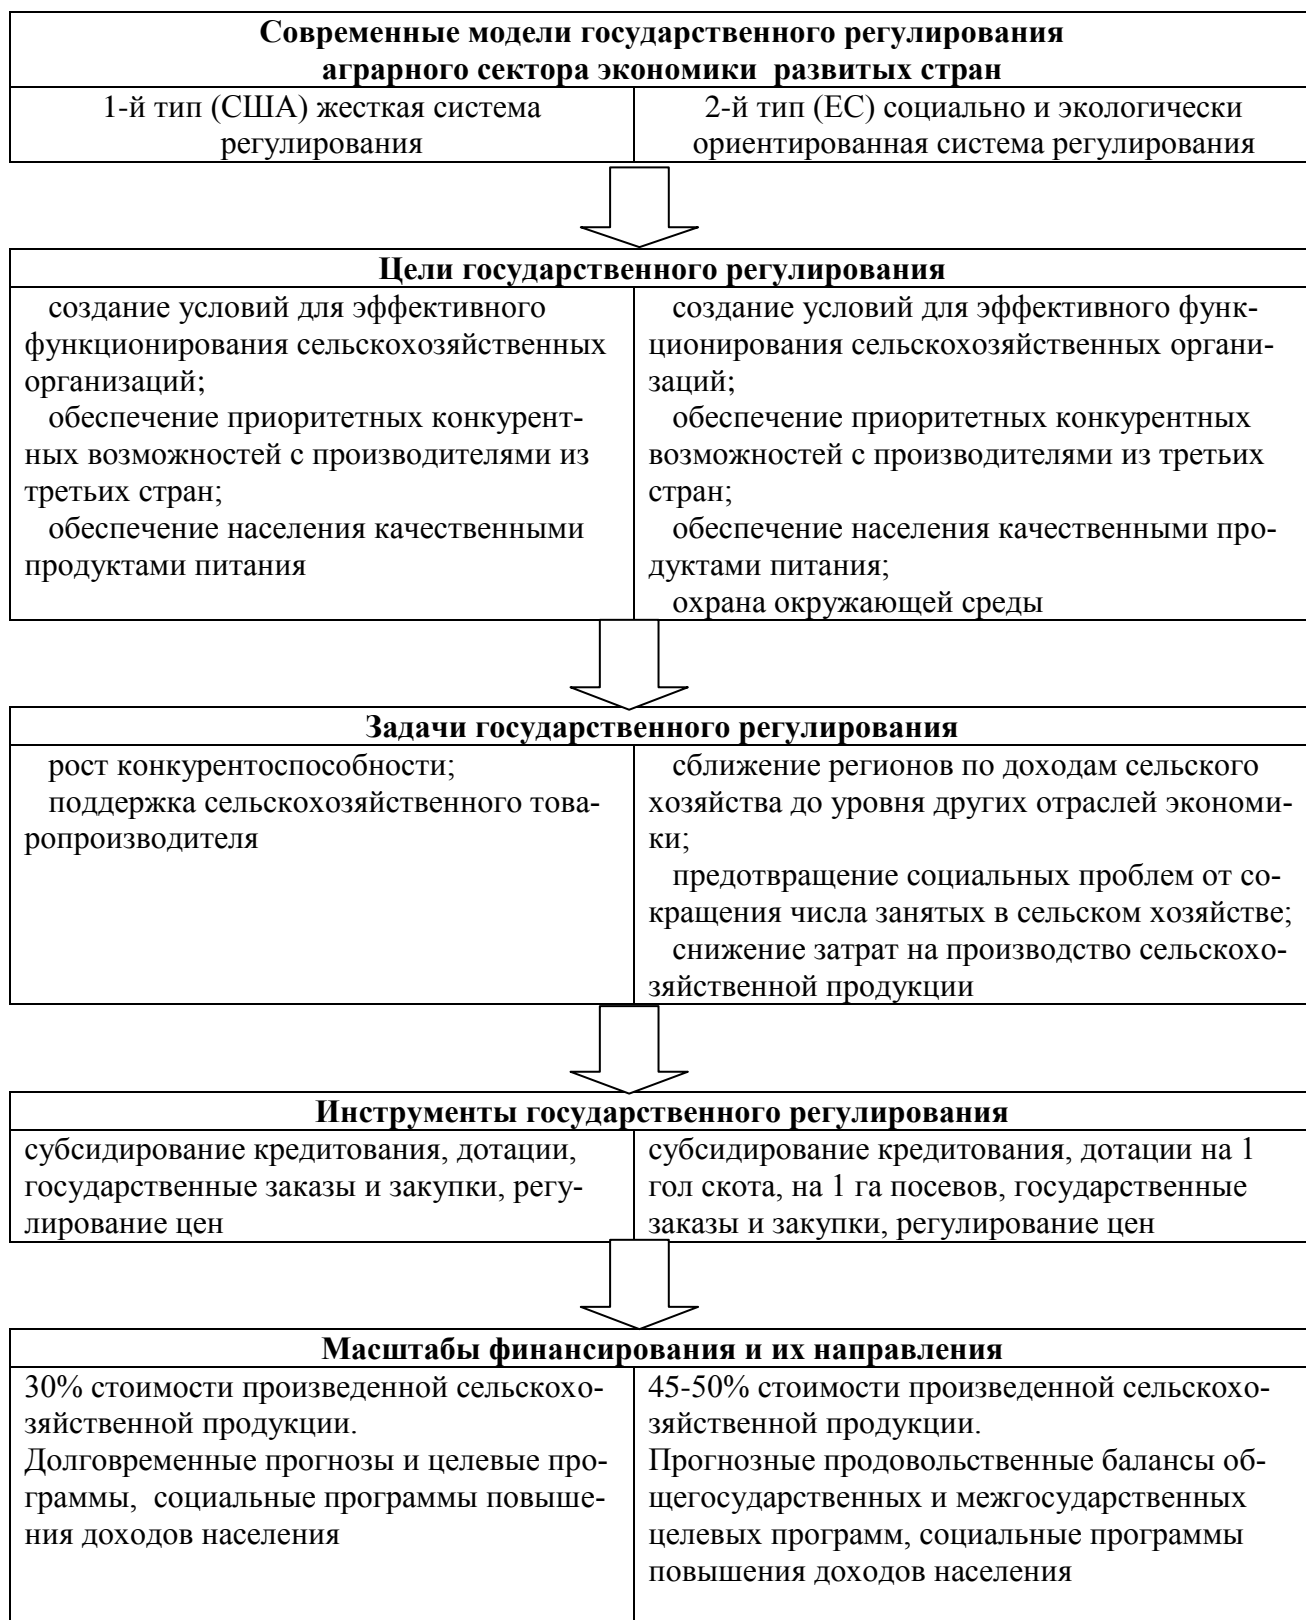 Современные модели государственного регулирования
аграрного сектора экономики развитых стран
1-й тип (США) жесткая система
регулирования
2-й тип (ЕС) социально и экологически
ориентированная система регулирования
Цели государственного регулирования
создание условий для эффективного
функционирования сельскохозяйственных
организаций;
обеспечение приоритетных конкурент-
ных возможностей с производителями из
третьих стран;
обеспечение населения качественными
продуктами питания
создание условий для эффективного функ-
ционирования сельскохозяйственных органи-
заций;
обеспечение приоритетных конкурентных
возможностей с производителями из третьих
стран;
обеспечение населения качественными про-
дуктами питания;
охрана окружающей среды
Задачи государственного регулирования
рост конкурентоспособности;
поддержка сельскохозяйственного това-
ропроизводителя
сближение регионов по доходам сельского
хозяйства до уровня других отраслей экономи-
ки;
предотвращение социальных проблем от со-
кращения числа занятых в сельском хозяйстве;
снижение затрат на производство сельскохо-
зяйственной продукции
Инструменты государственного регулирования
субсидирование кредитования, дотации,
государственные заказы и закупки, регу-
лирование цен
субсидирование кредитования, дотации на 1
гол скота, на 1 га посевов, государственные
заказы и закупки, регулирование цен
Масштабы финансирования и их направления
30% стоимости произведенной сельскохо-
зяйственной продукции.
Долговременные прогнозы и целевые про-
граммы, социальные программы повыше-
ния доходов населения
45-50% стоимости произведенной сельскохо-
зяйственной продукции.
Прогнозные продовольственные балансы об-
щегосударственных и межгосударственных
целевых программ, социальные программы
повышения доходов населения